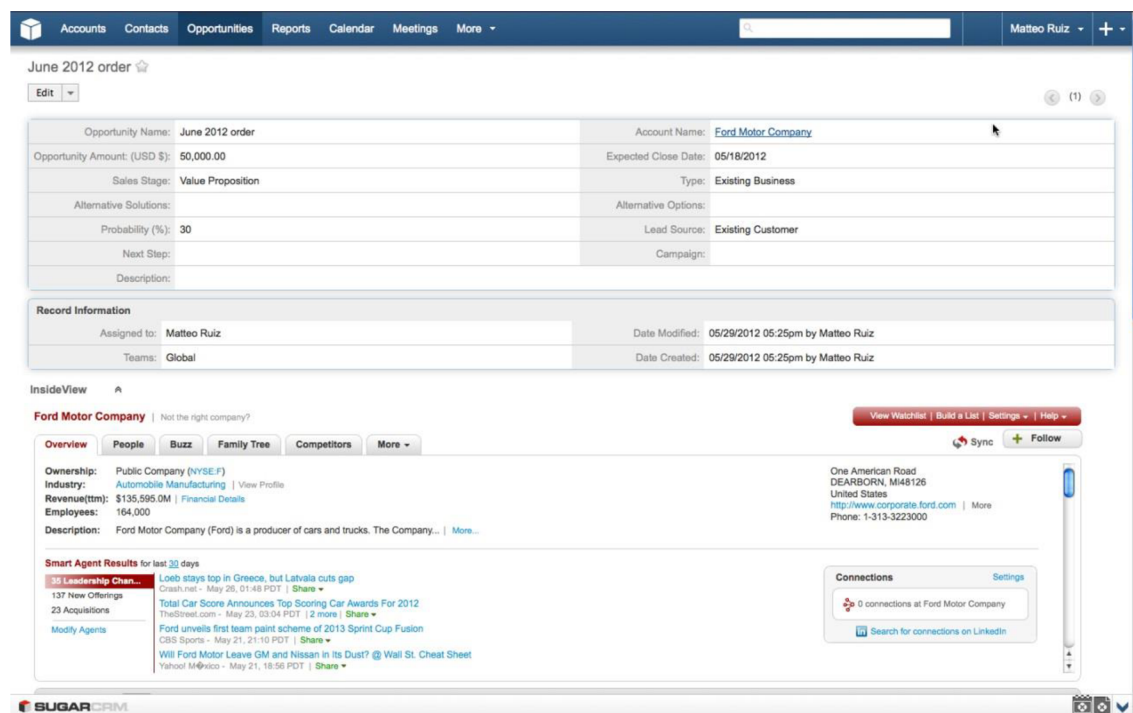 Accounts Contacts Opportunities Reports Calendar Meetings More Matteo Ruiz
June 2012 order
Edit (1)
Opportunity Name: June 2012 order Account Name: Ford Motor Company
Opportunity Amount: (USD $): 50,000.00 Expected Close Date: 05/18/2012
Sales Stage: Value Proposition Type: Existing Business
Alternative Solutions: Alternative Options:
Probability (%): 30 Lead Source: Existing Customer
Next Step: Campaign:
Description:
Record Information
Assigned to: Matteo Ruiz Date Modified: 05/29/2012 05:25pm by Matteo Ruiz
Teams: Global Date Created: 05/29/2012 05:25pm by Matteo Ruiz
InsideView
Ford Motor Company | Not the right company? View Watchlist | Build a List | Settings | Help
Overview People Buzz Family Tree Competitors More Sync + Follow
Ownership: Public Company (NYSE:F) One American Road
Industry: Automobile Manufacturing | View Profile DEARBORN, MI48126
Revenue(ttm): $135,595.0M | Financial Details United States
Employees: 164,000 http://www.corporate.ford.com | More
Phone: 1-313-3223000
Description: Ford Motor Company (Ford) is a producer of cars and trucks. The Company... | More...
Smart Agent Results for last 30 days
35 Leadership Chan...
137 New Offerings
23 Acquisitions
Modify Agents
Loeb stays top in Greece, but Latvala cuts gap
Crash.net - May 26, 01:48 PDT | Share
Total Car Score Announces Top Scoring Car Awards For 2012
TheStreet.com - May 23, 03:04 PDT | 2 more | Share
Ford unveils first team paint scheme of 2013 Sprint Cup Fusion
CBS Sports - May 21, 21:10 PDT | Share
Will Ford Motor Leave GM and Nissan in Its Dust? @ Wall St. Cheat Sheet
Yahoo! M�xico - May 21, 18:56 PDT | Share
Connections Settings
0 connections at Ford Motor Company
in Search for connections on LinkedIn
SUGARCRM